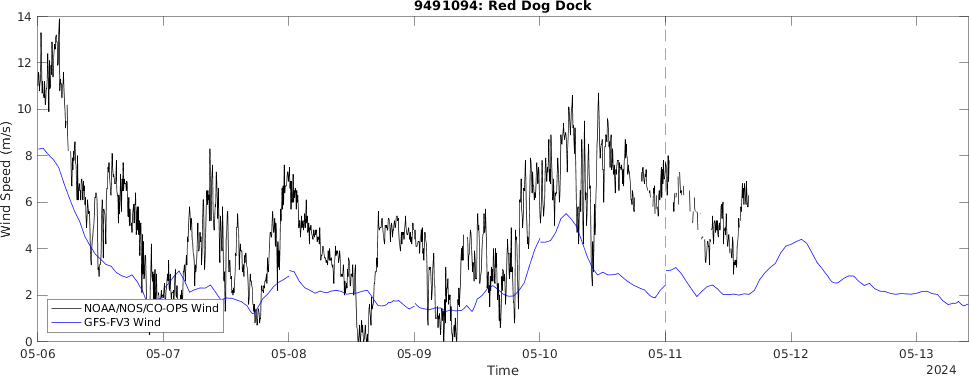 9491094: Red Dog Dock
14
12
10
8
6
4
2
0
Wind Speed (m/s)
NOAA/NOS/CO-OPS Wind
GFS-FV3 Wind
05-06 05-07 05-08 05-09 05-10 05-11 05-12 05-13
Time
2024